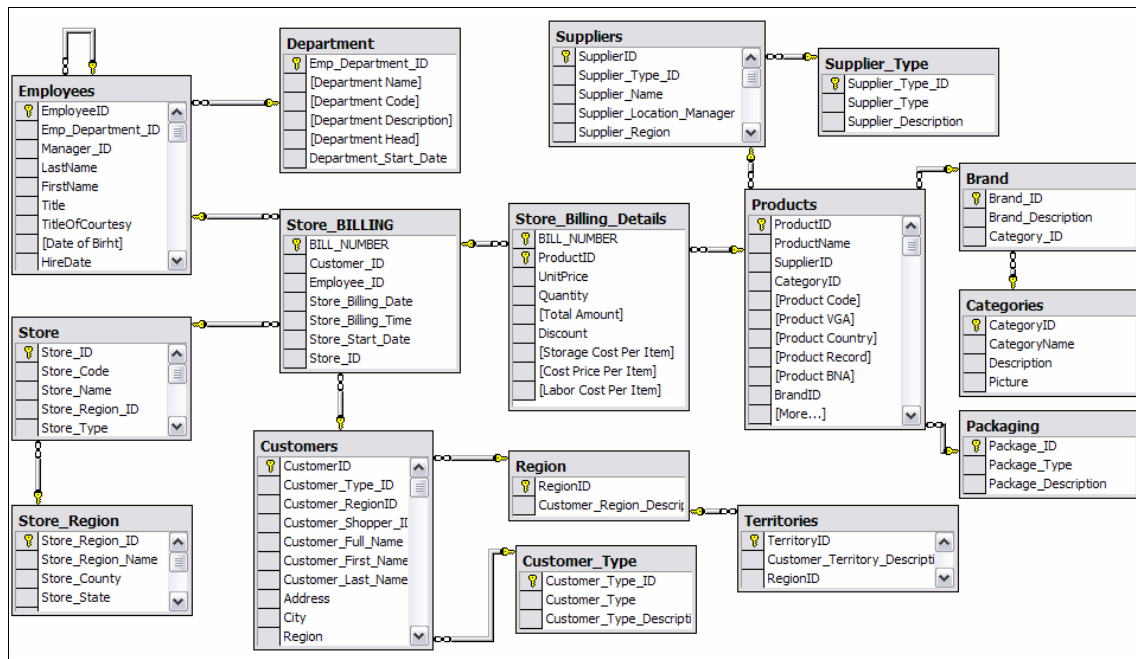 Employees
EmployeeID
Emp_Department_ID
Manager_ID
LastName
FirstName
Title
TitleOfCourtesy
[Date of Birht]
HireDate
Department
Emp_Department_ID
[Department Name]
[Department Code]
[Department Description]
[Department Head]
Department_Start_Date
Suppliers
SupplierID
Supplier_Type_ID
Supplier_Name
Supplier_Location_Manager
Supplier_Region
Supplier_Type
Supplier_Type_ID
Supplier_Type
Supplier_Description
Store_BILLING
BILL_NUMBER
Customer_ID
Employee_ID
Store_Billing_Date
Store_Billing_Time
Store_Start_Date
Store_ID
Store_Billing_Details
BILL_NUMBER
ProductID
UnitPrice
Quantity
[Total Amount]
Discount
[Storage Cost Per Item]
[Cost Price Per Item]
[Labor Cost Per Item]
Products
ProductID
ProductName
SupplierID
CategoryID
[Product Code]
[Product VGA]
[Product Country]
[Product Record]
[Product BNA]
BrandID
[More...]
Brand
Brand_ID
Brand_Description
Category_ID
Categories
CategoryID
CategoryName
Description
Picture
Packaging
Package_ID
Package_Type
Package_Description
Store
Store_ID
Store_Code
Store_Name
Store_Region_ID
Store_Type
Store_Region
Store_Region_ID
Store_Region_Name
Store_County
Store_State
Customers
CustomerID
Customer_Type_ID
Customer_RegionID
Customer_Shopper_ID
Customer_Full_Name
Customer_First_Name
Customer_Last_Name
Address
City
Region
Region
RegionID
Customer_Region_Descrip
Territories
TerritoryID
Customer_Territory_Descripti
RegionID
Customer_Type
Customer_Type_ID
Customer_Type
Customer_Type_Descripti